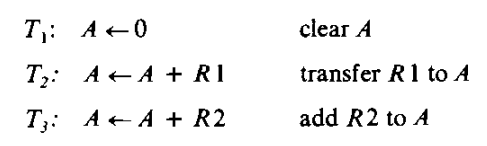 T₁: A ← 0 clear A
T₂: A ← A + R1 transfer R1 to A
T₃: A ← A + R2 add R2 to A